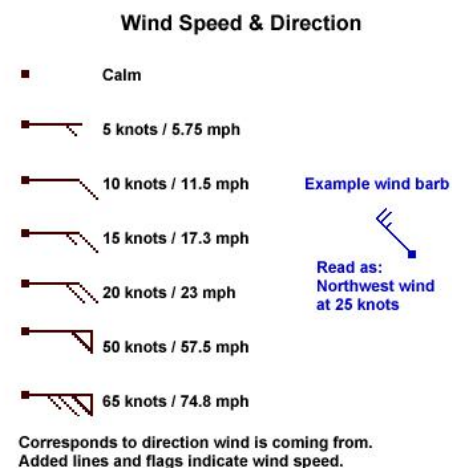 Wind Speed & Direction
Calm
5 knots / 5.75 mph
10 knots / 11.5 mph
15 knots / 17.3 mph
20 knots / 23 mph
50 knots / 57.5 mph
65 knots / 74.8 mph
Example wind barb
Read as:
Northwest wind
at 25 knots
Corresponds to direction wind is coming from.
Added lines and flags indicate wind speed.